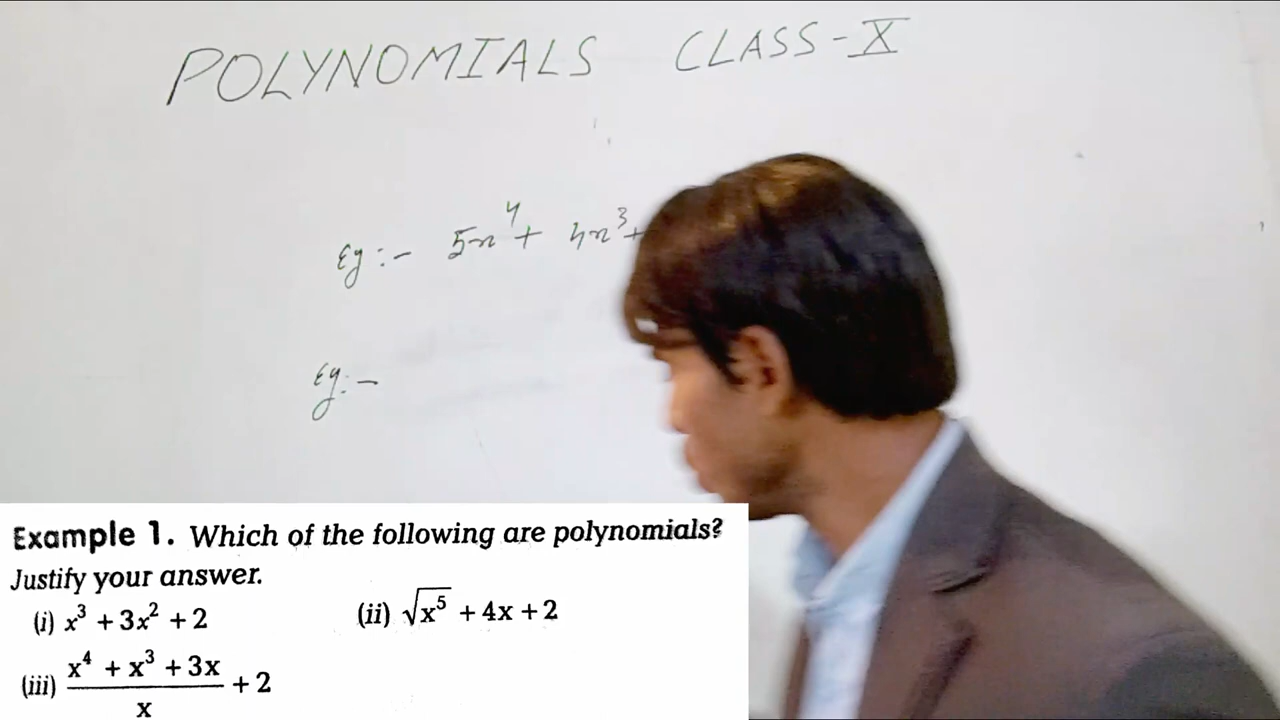 POLYNOMIALS CLASS-X
Eg:- 5x⁴+ 4x³+
Eg:-
Example 1. Which of the following are polynomials?
Justify your answer.
(i) x³ + 3x² + 2 (ii) √x⁵ + 4x + 2
(iii) (x⁴ + x³ + 3x)/x + 2